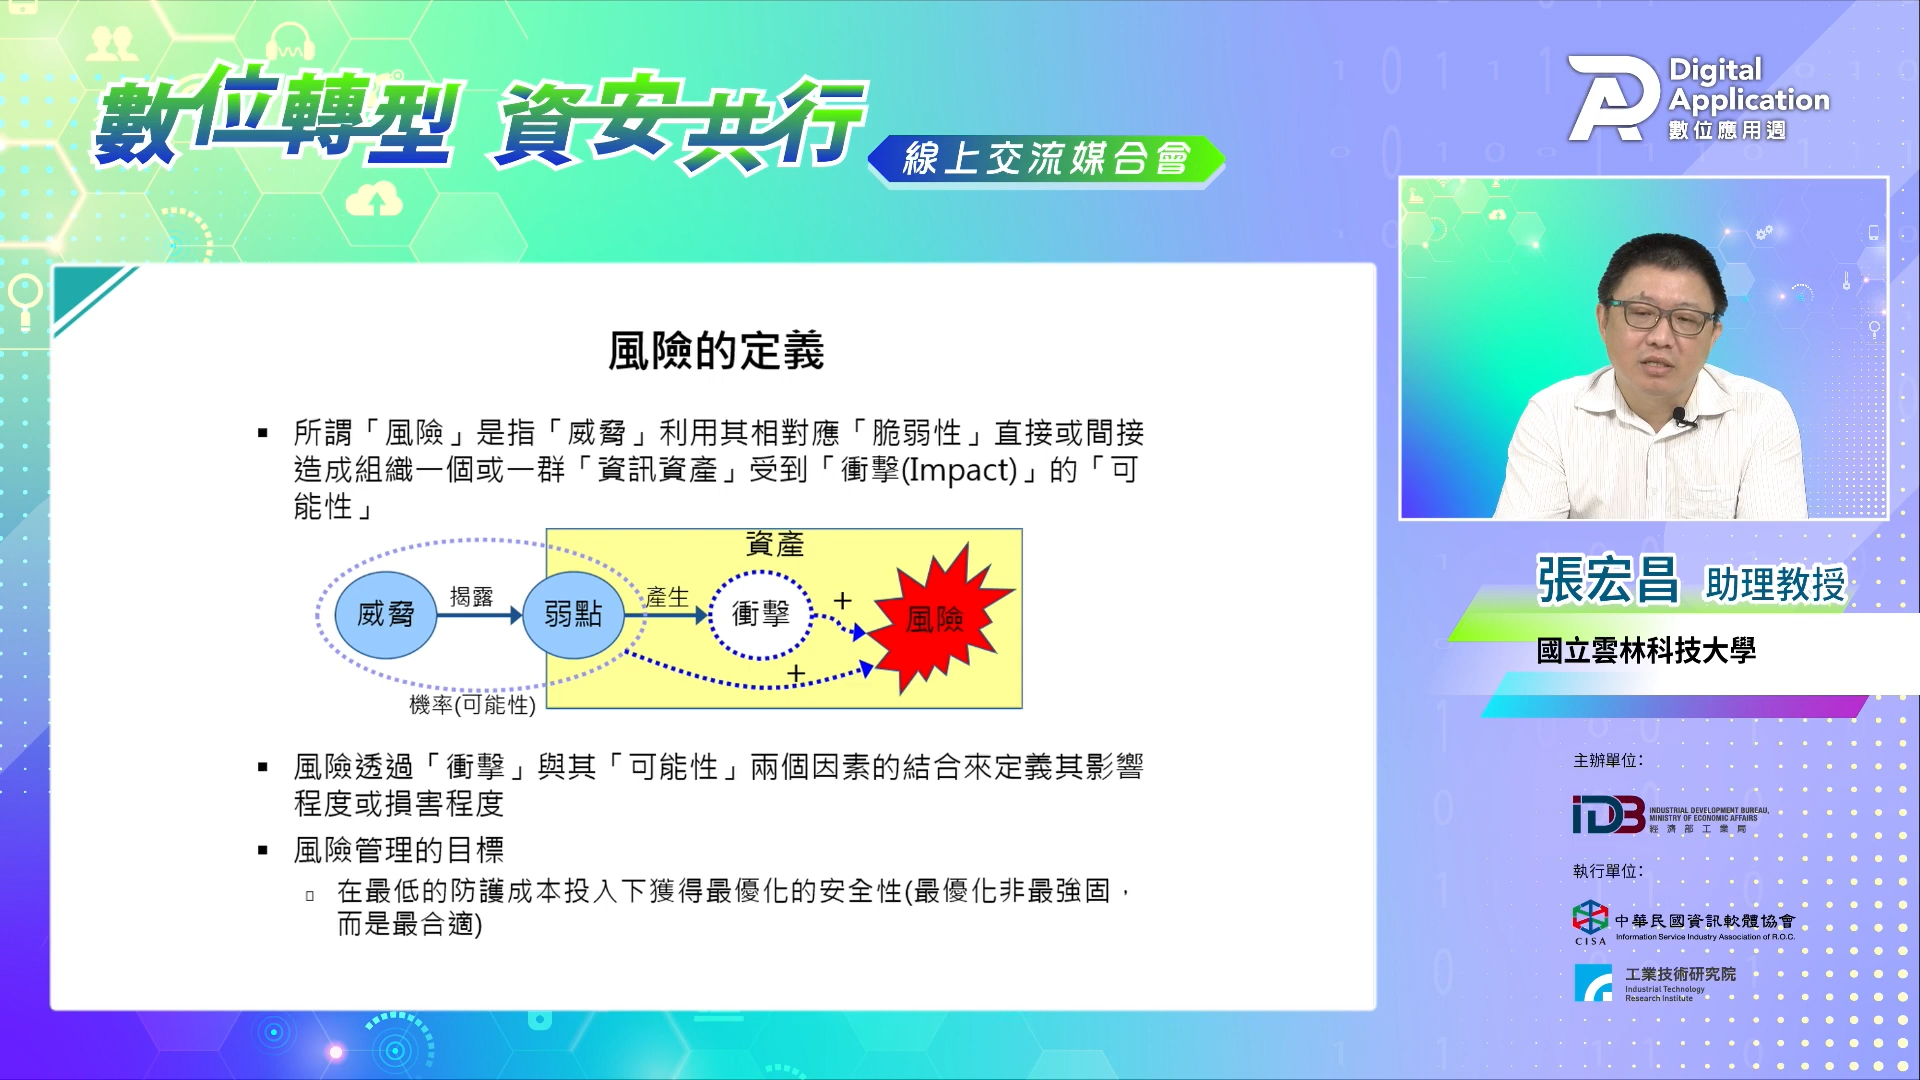 數位轉型 資安共行
線上交流媒合會
Digital
Application
數位應用週
風險的定義
▪ 所謂「風險」是指「威脅」利用其相對應「脆弱性」直接或間接
造成組織一個或一群「資訊資產」受到「衝擊(Impact)」的「可
能性」
資產
威脅
揭露
弱點
產生
衝擊
+
風險
+
機率(可能性)
▪ 風險透過「衝擊」與其「可能性」兩個因素的結合來定義其影響
程度或損害程度
▪ 風險管理的目標
▯ 在最低的防護成本投入下獲得最優化的安全性(最優化非最強固，
而是最合適)
張宏昌 助理教授
國立雲林科技大學
主辦單位:
IDB
INDUSTRIAL DEVELOPMENT BUREAU,
MINISTRY OF ECONOMIC AFFAIRS
經濟部工業局
執行單位:
CISA
中華民國資訊軟體協會
Information Service Industry Association of R.O.C.
工業技術研究院
Industrial Technology
Research Institute